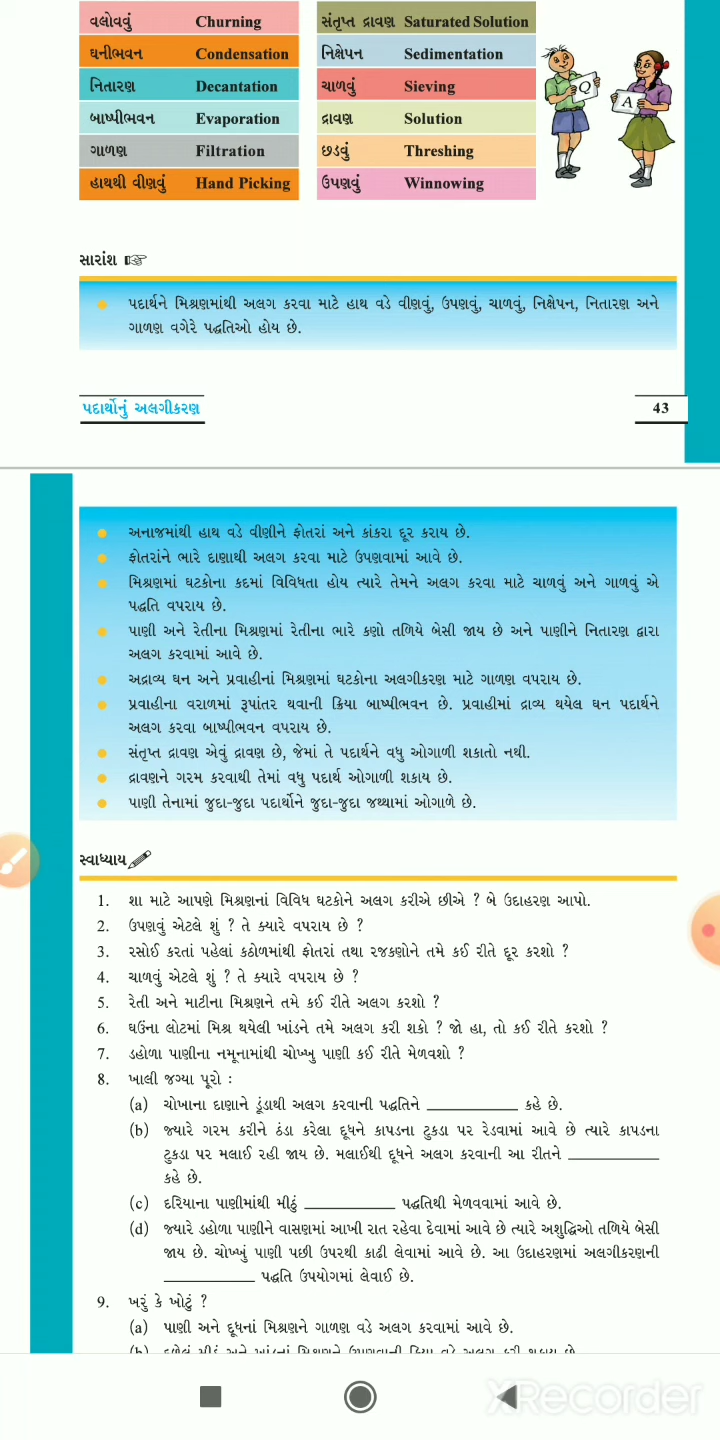 વલોવવું Churning
ઘનીભવન Condensation
નિતારણ Decantation
બાષ્પીભવન Evaporation
ગાળણ Filtration
હાથથી વીણવું Hand Picking
સંતૃપ્ત દ્રાવણ Saturated Solution
નિક્ષેપન Sedimentation
ચાળવું Sieving
દ્રાવણ Solution
છડવું Threshing
ઉપણવું Winnowing
Q
A
સારાંશ
પદાર્થને મિશ્રણમાંથી અલગ કરવા માટે હાથ વડે વીણવું, ઉપણવું, ચાળવું, નિક્ષેપન, નિતારણ અને
ગાળણ વગેરે પદ્ધતિઓ હોય છે.
પદાર્થોનું અલગીકરણ
43
અનાજમાંથી હાથ વડે વીણીને ફોતરાં અને કાંકરા દૂર કરાય છે.
ફોતરાંને ભારે દાણાથી અલગ કરવા માટે ઉપણવામાં આવે છે.
મિશ્રણમાં ઘટકોના કદમાં વિવિધતા હોય ત્યારે તેમને અલગ કરવા માટે ચાળવું અને ગાળવું એ
પદ્ધતિ વપરાય છે.
પાણી અને રેતીના મિશ્રણમાં રેતીના ભારે કણો તળિયે બેસી જાય છે અને પાણીને નિતારણ દ્વારા
અલગ કરવામાં આવે છે.
અદ્રાવ્ય ઘન અને પ્રવાહીનાં મિશ્રણમાં ઘટકોના અલગીકરણ માટે ગાળણ વપરાય છે.
પ્રવાહીના વરાળમાં રૂપાંતર થવાની ક્રિયા બાષ્પીભવન છે. પ્રવાહીમાં દ્રાવ્ય થયેલ ઘન પદાર્થને
અલગ કરવા બાષ્પીભવન વપરાય છે.
સંતૃપ્ત દ્રાવણ એવું દ્રાવણ છે, જેમાં તે પદાર્થને વધુ ઓગાળી શકાતો નથી.
દ્રાવણને ગરમ કરવાથી તેમાં વધુ પદાર્થ ઓગાળી શકાય છે.
પાણી તેનામાં જુદા-જુદા પદાર્થોને જુદા-જુદા જથ્થામાં ઓગાળે છે.
સ્વાધ્યાય
1. શા માટે આપણે મિશ્રણનાં વિવિધ ઘટકોને અલગ કરીએ છીએ ? બે ઉદાહરણ આપો.
2. ઉપણવું એટલે શું ? તે ક્યારે વપરાય છે ?
3. રસોઈ કરતાં પહેલાં કઠોળમાંથી ફોતરાં તથા રજકણોને તમે કઈ રીતે દૂર કરશો ?
4. ચાળવું એટલે શું ? તે ક્યારે વપરાય છે ?
5. રેતી અને માટીના મિશ્રણને તમે કઈ રીતે અલગ કરશો ?
6. ઘઉંના લોટમાં મિશ્ર થયેલી ખાંડને તમે અલગ કરી શકો ? જો હા, તો કઈ રીતે કરશો ?
7. ડહોળા પાણીના નમૂનામાંથી ચોખ્ખુ પાણી કઈ રીતે મેળવશો ?
8. ખાલી જગ્યા પૂરો :
(a) ચોખાના દાણાને ડૂંડાથી અલગ કરવાની પદ્ધતિને __________ કહે છે.
(b) જ્યારે ગરમ કરીને ઠંડા કરેલા દૂધને કાપડના ટુકડા પર રેડવામાં આવે છે ત્યારે કાપડના
ટુકડા પર મલાઈ રહી જાય છે. મલાઈથી દૂધને અલગ કરવાની આ રીતને __________
કહે છે.
(c) દરિયાના પાણીમાંથી મીઠું __________ પદ્ધતિથી મેળવવામાં આવે છે.
(d) જ્યારે ડહોળા પાણીને વાસણમાં આખી રાત રહેવા દેવામાં આવે છે ત્યારે અશુદ્ધિઓ તળિયે બેસી
જાય છે. ચોખ્ખું પાણી પછી ઉપરથી કાઢી લેવામાં આવે છે. આ ઉદાહરણમાં અલગીકરણની
__________ પદ્ધતિ ઉપયોગમાં લેવાઈ છે.
9. ખરું કે ખોટું ?
(a) પાણી અને દૂધનાં મિશ્રણને ગાળણ વડે અલગ કરવામાં આવે છે.
XRecorder